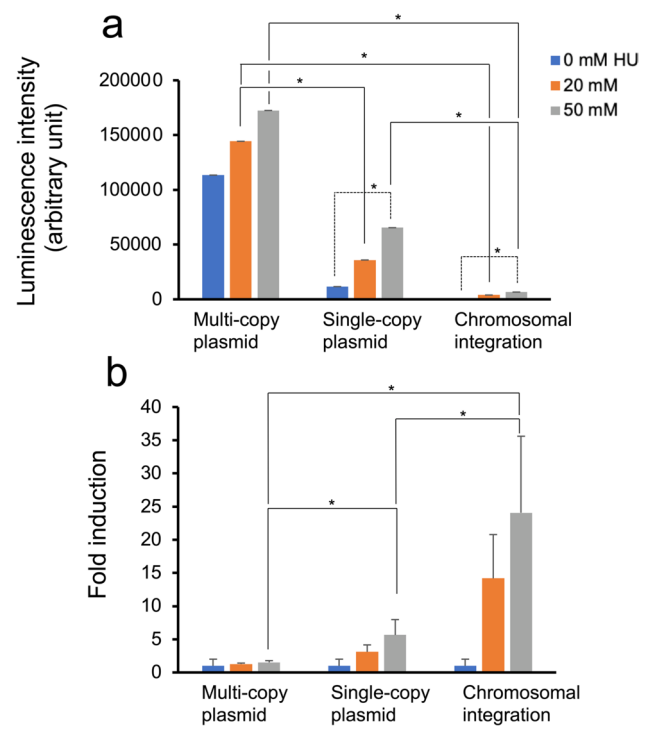 a
Luminescence intensity
(arbitrary unit)
200000
150000
100000
50000
0
*
*
*
*
*
*
0 mM HU
20 mM
50 mM
Multi-copy
plasmid
Single-copy
plasmid
Chromosomal
integration
b
Fold induction
40
35
30
25
20
15
10
5
0
*
*
*
Multi-copy
plasmid
Single-copy
plasmid
Chromosomal
integration